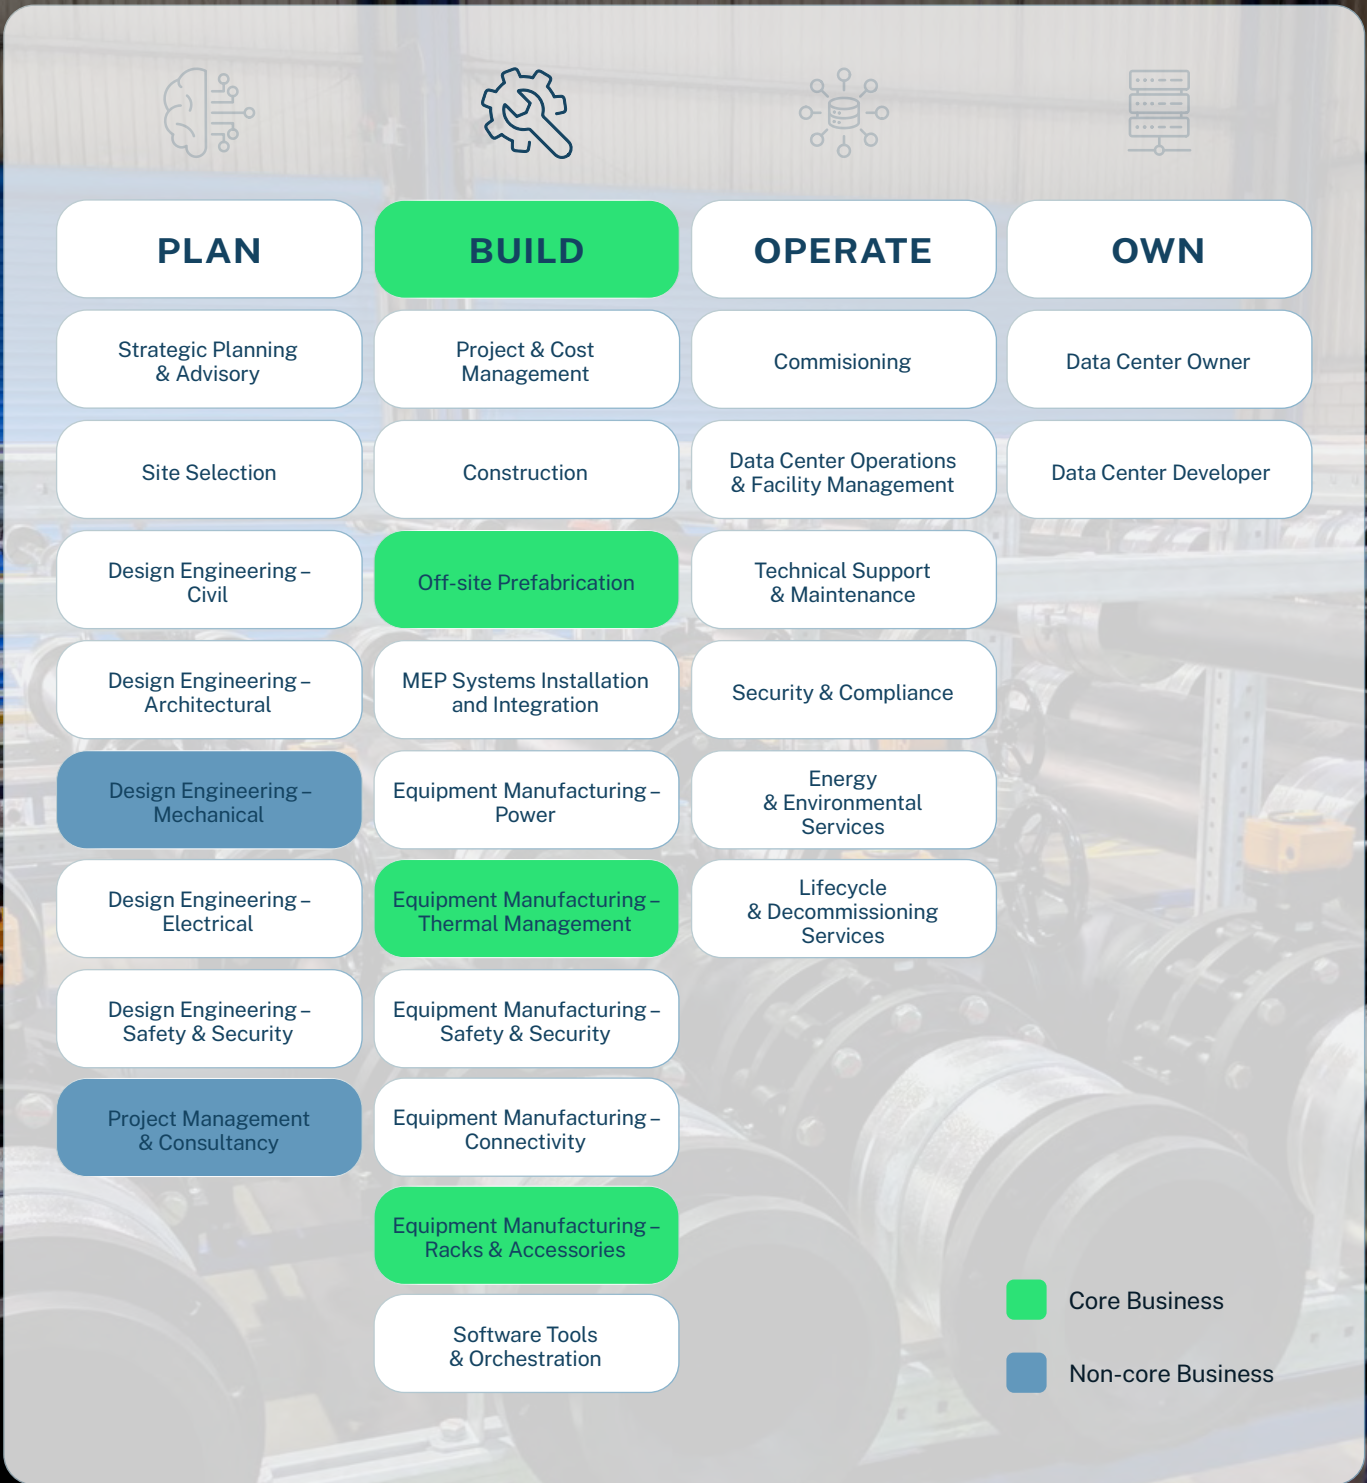 PLAN
BUILD
OPERATE
OWN
Strategic Planning
& Advisory
Project & Cost
Management
Commisioning
Data Center Owner
Site Selection
Construction
Data Center Operations
& Facility Management
Data Center Developer
Design Engineering –
Civil
Off-site Prefabrication
Technical Support
& Maintenance
Design Engineering –
Architectural
MEP Systems Installation
and Integration
Security & Compliance
Design Engineering –
Mechanical
Equipment Manufacturing –
Power
Energy
& Environmental
Services
Design Engineering –
Electrical
Equipment Manufacturing –
Thermal Management
Lifecycle
& Decommissioning
Services
Design Engineering –
Safety & Security
Equipment Manufacturing –
Safety & Security
Project Management
& Consultancy
Equipment Manufacturing –
Connectivity
Equipment Manufacturing –
Racks & Accessories
Software Tools
& Orchestration
Core Business
Non-core Business